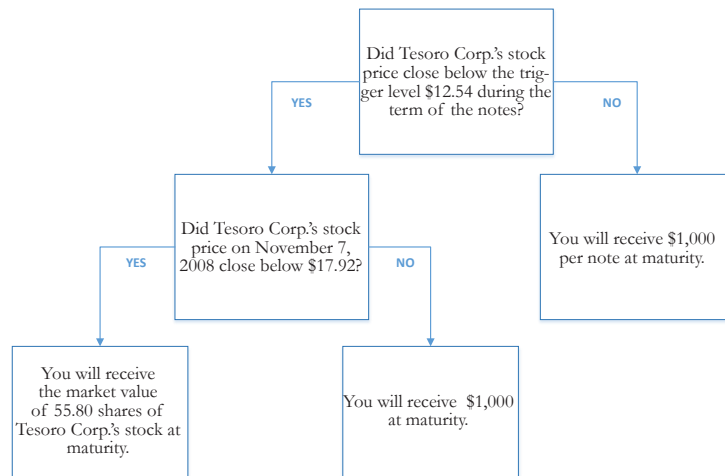 Did Tesoro Corp.'s stock
price close below the trig-
ger level $12.54 during the
term of the notes?
YES
NO
Did Tesoro Corp.'s stock
price on November 7,
2008 close below $17.92?
You will receive $1,000
per note at maturity.
YES
NO
You will receive
the market value
of 55.80 shares of
Tesoro Corp.'s stock at
maturity.
You will receive $1,000
at maturity.